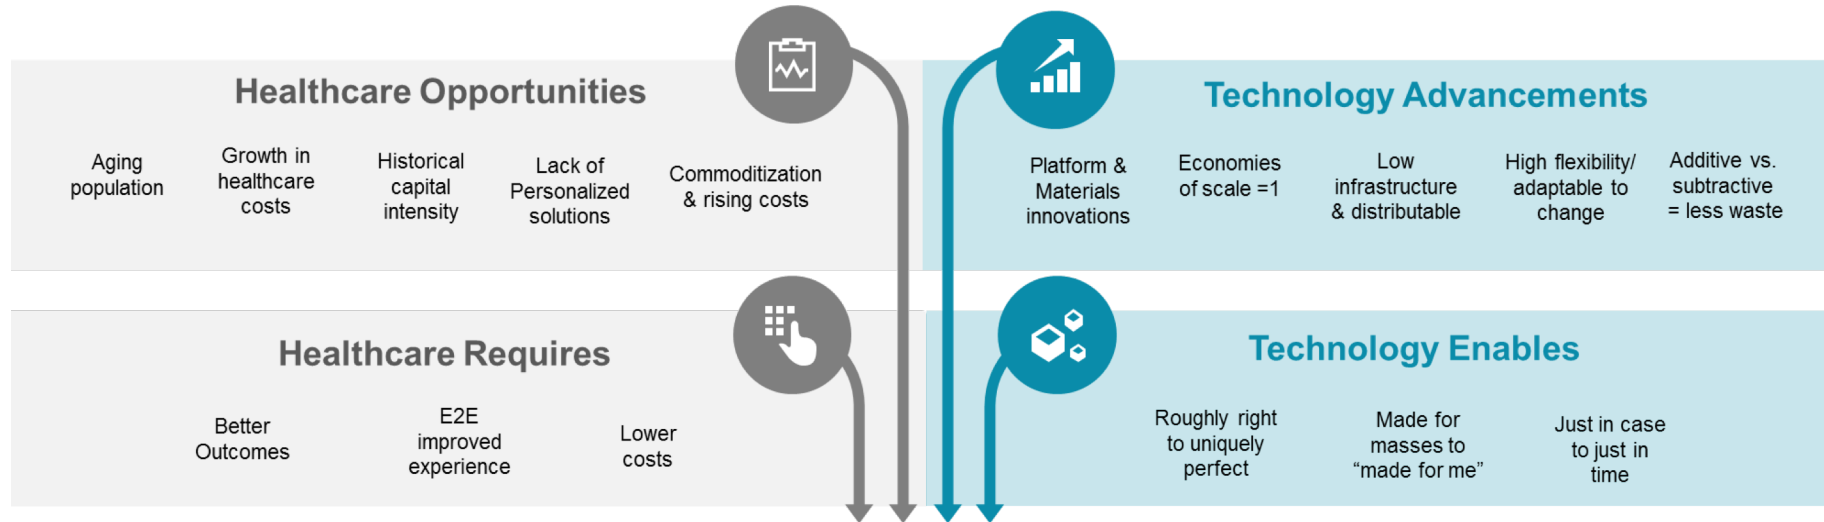 Healthcare Opportunities
Aging
population
Growth in
healthcare
costs
Historical
capital
intensity
Lack of
Personalized
solutions
Commoditization
& rising costs
Technology Advancements
Platform &
Materials
innovations
Economies
of scale =1
Low
infrastructure
& distributable
High flexibility/
adaptable to
change
Additive vs.
subtractive
= less waste
Healthcare Requires
Better
Outcomes
E2E
improved
experience
Lower
costs
Technology Enables
Roughly right
to uniquely
perfect
Made for
masses to
“made for me”
Just in case
to just in
time